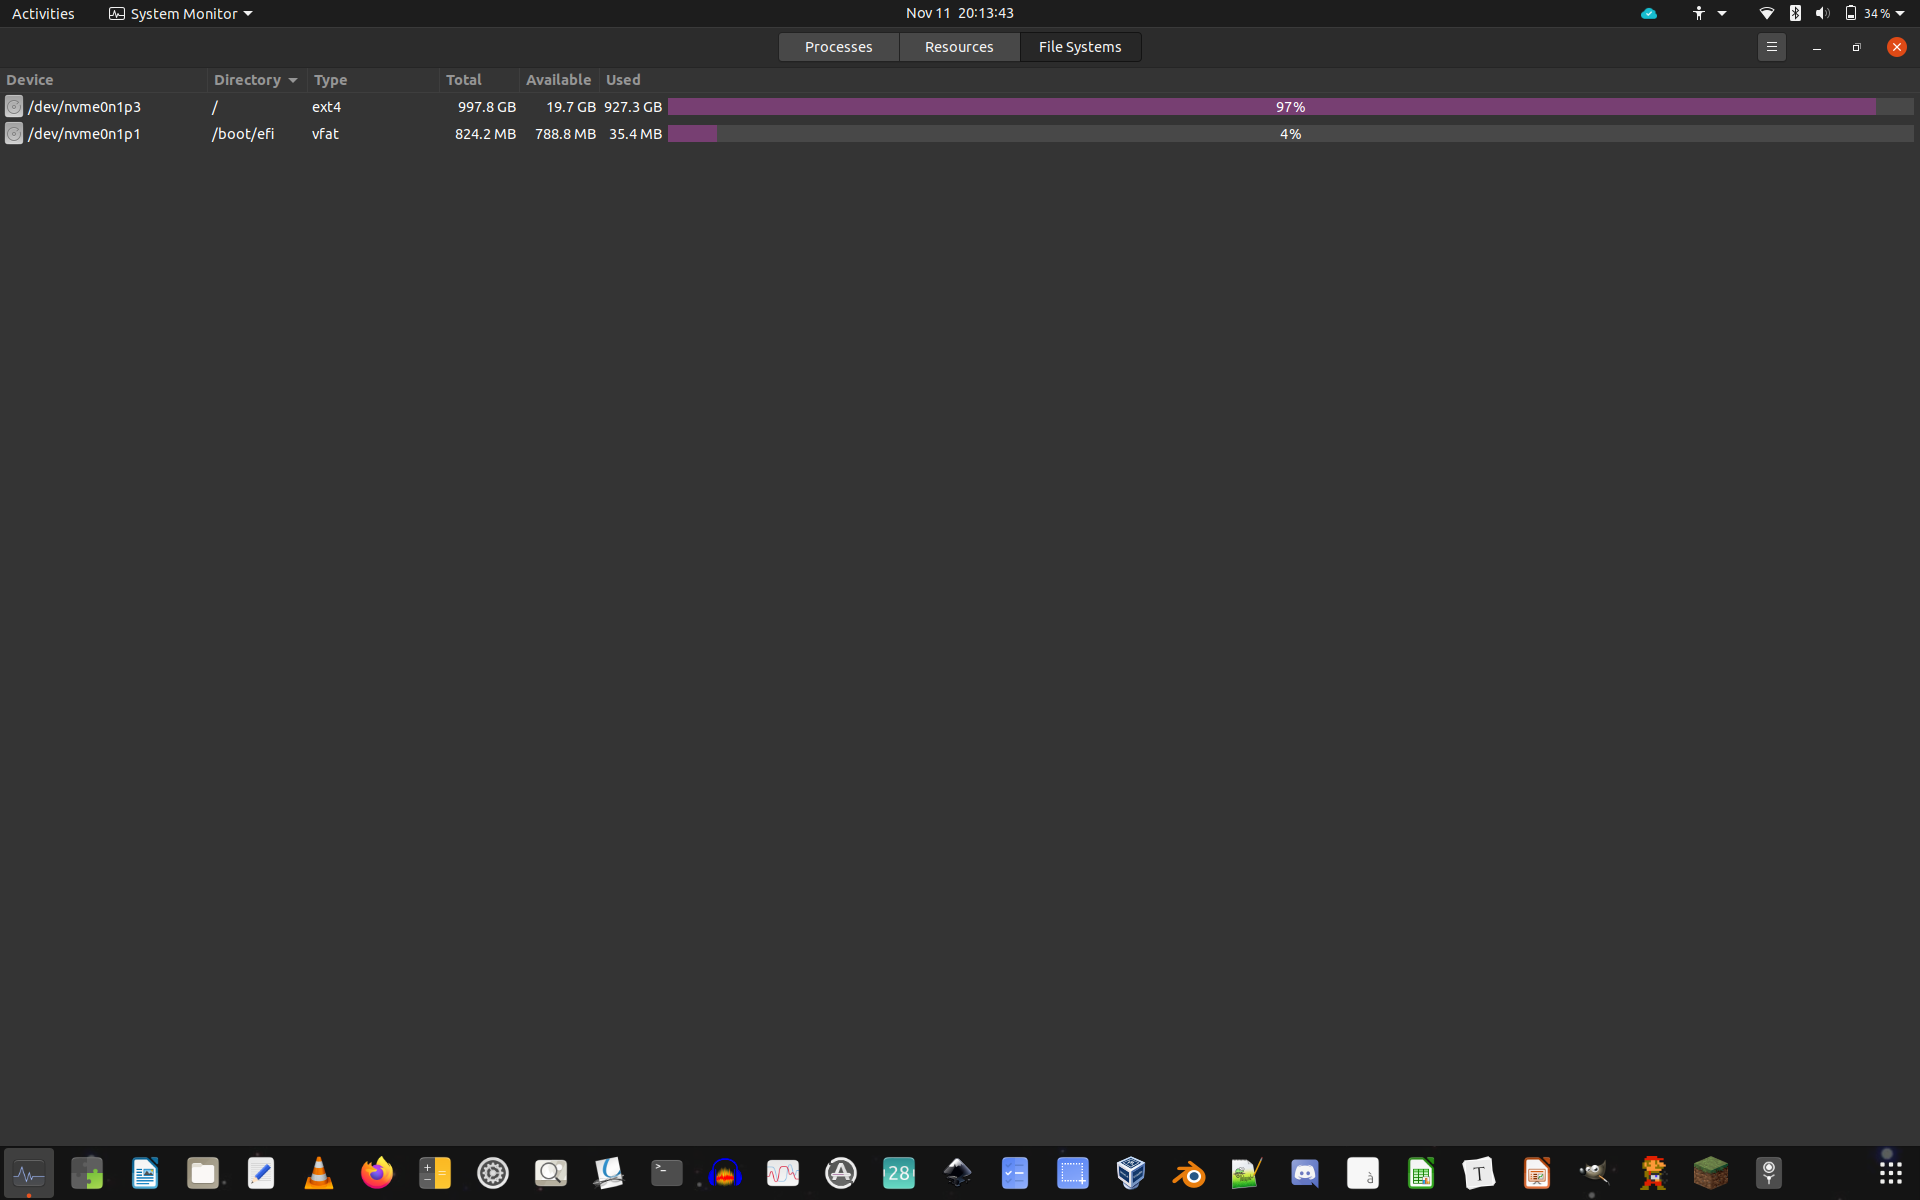 Activities System Monitor Nov 11 20:13:43 34%
Processes Resources File Systems
Device Directory Type Total Available Used
/dev/nvme0n1p3 / ext4 997.8 GB 19.7 GB 927.3 GB 97%
/dev/nvme0n1p1 /boot/efi vfat 824.2 MB 788.8 MB 35.4 MB 4%
28 à T